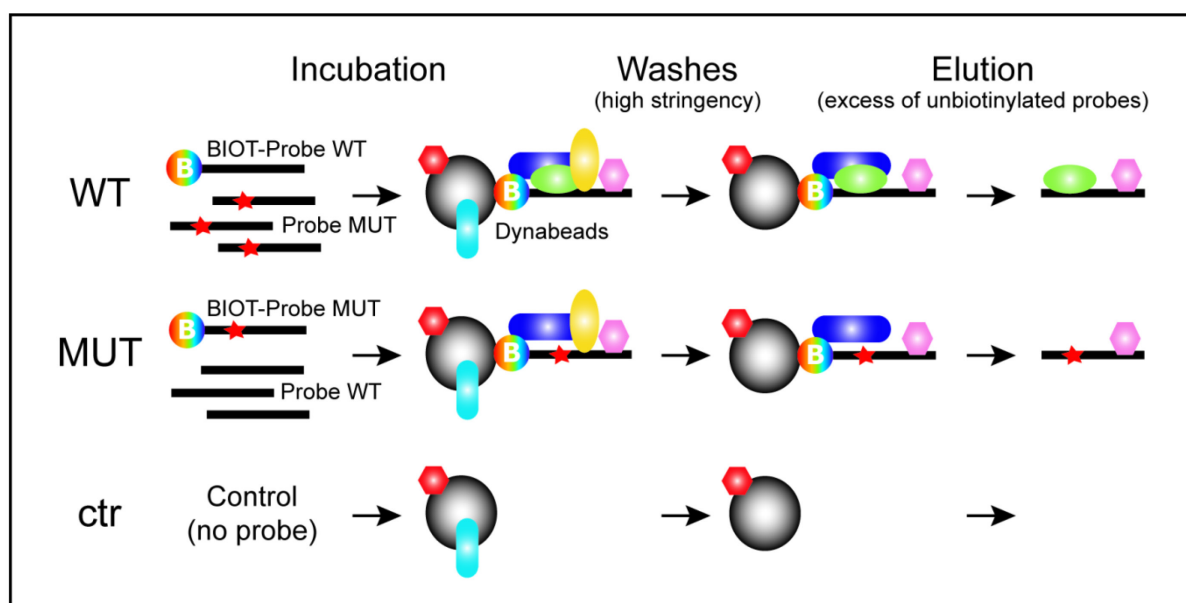 Incubation
Washes
(high stringency)
Elution
(excess of unbiotinylated probes)
WT
B
BIOT-Probe WT
Probe MUT
B
Dynabeads
B
MUT
B
BIOT-Probe MUT
Probe WT
B
B
ctr
Control
(no probe)